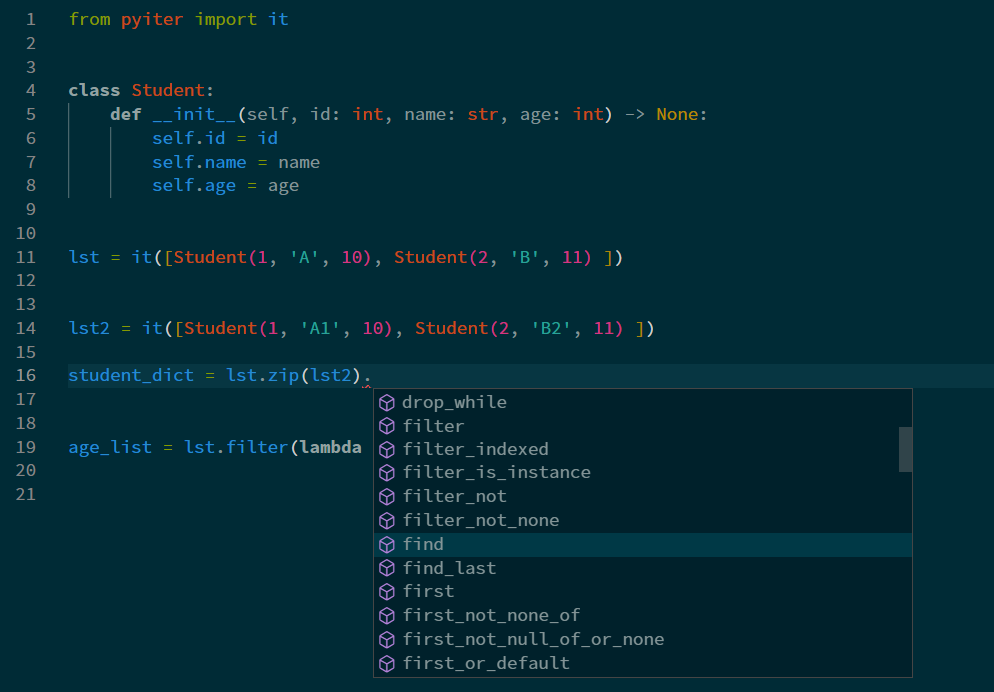 1 from pyiter import it
2
3
4 class Student:
5 def __init__(self, id: int, name: str, age: int) -> None:
6 self.id = id
7 self.name = name
8 self.age = age
9
10
11 lst = it([Student(1, 'A', 10), Student(2, 'B', 11) ])
12
13
14 lst2 = it([Student(1, 'A1', 10), Student(2, 'B2', 11) ])
15
16 student_dict = lst.zip(lst2).
17
18
19 age_list = lst.filter(lambda
20
21
drop_while
filter
filter_indexed
filter_is_instance
filter_not
filter_not_none
find
find_last
first
first_not_none_of
first_not_null_of_or_none
first_or_default